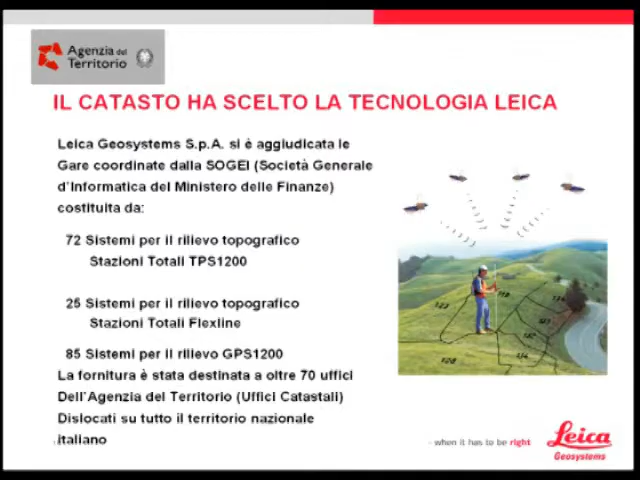 Agenzia del
Territorio
IL CATASTO HA SCELTO LA TECNOLOGIA LEICA
Leica Geosystems S.p.A. si è aggiudicata le
Gare coordinate dalla SOGEI (Società Generale
d'Informatica del Ministero delle Finanze)
costituita da:
72 Sistemi per il rilievo topografico
Stazioni Totali TPS1200
25 Sistemi per il rilievo topografico
Stazioni Totali Flexline
85 Sistemi per il rilievo GPS1200
La fornitura è stata destinata a oltre 70 uffici
Dell'Agenzia del Territorio (Uffici Catastali)
Dislocati su tutto il territorio nazionale
italiano
123
128
- when it has to be right
Leica
Geosystems